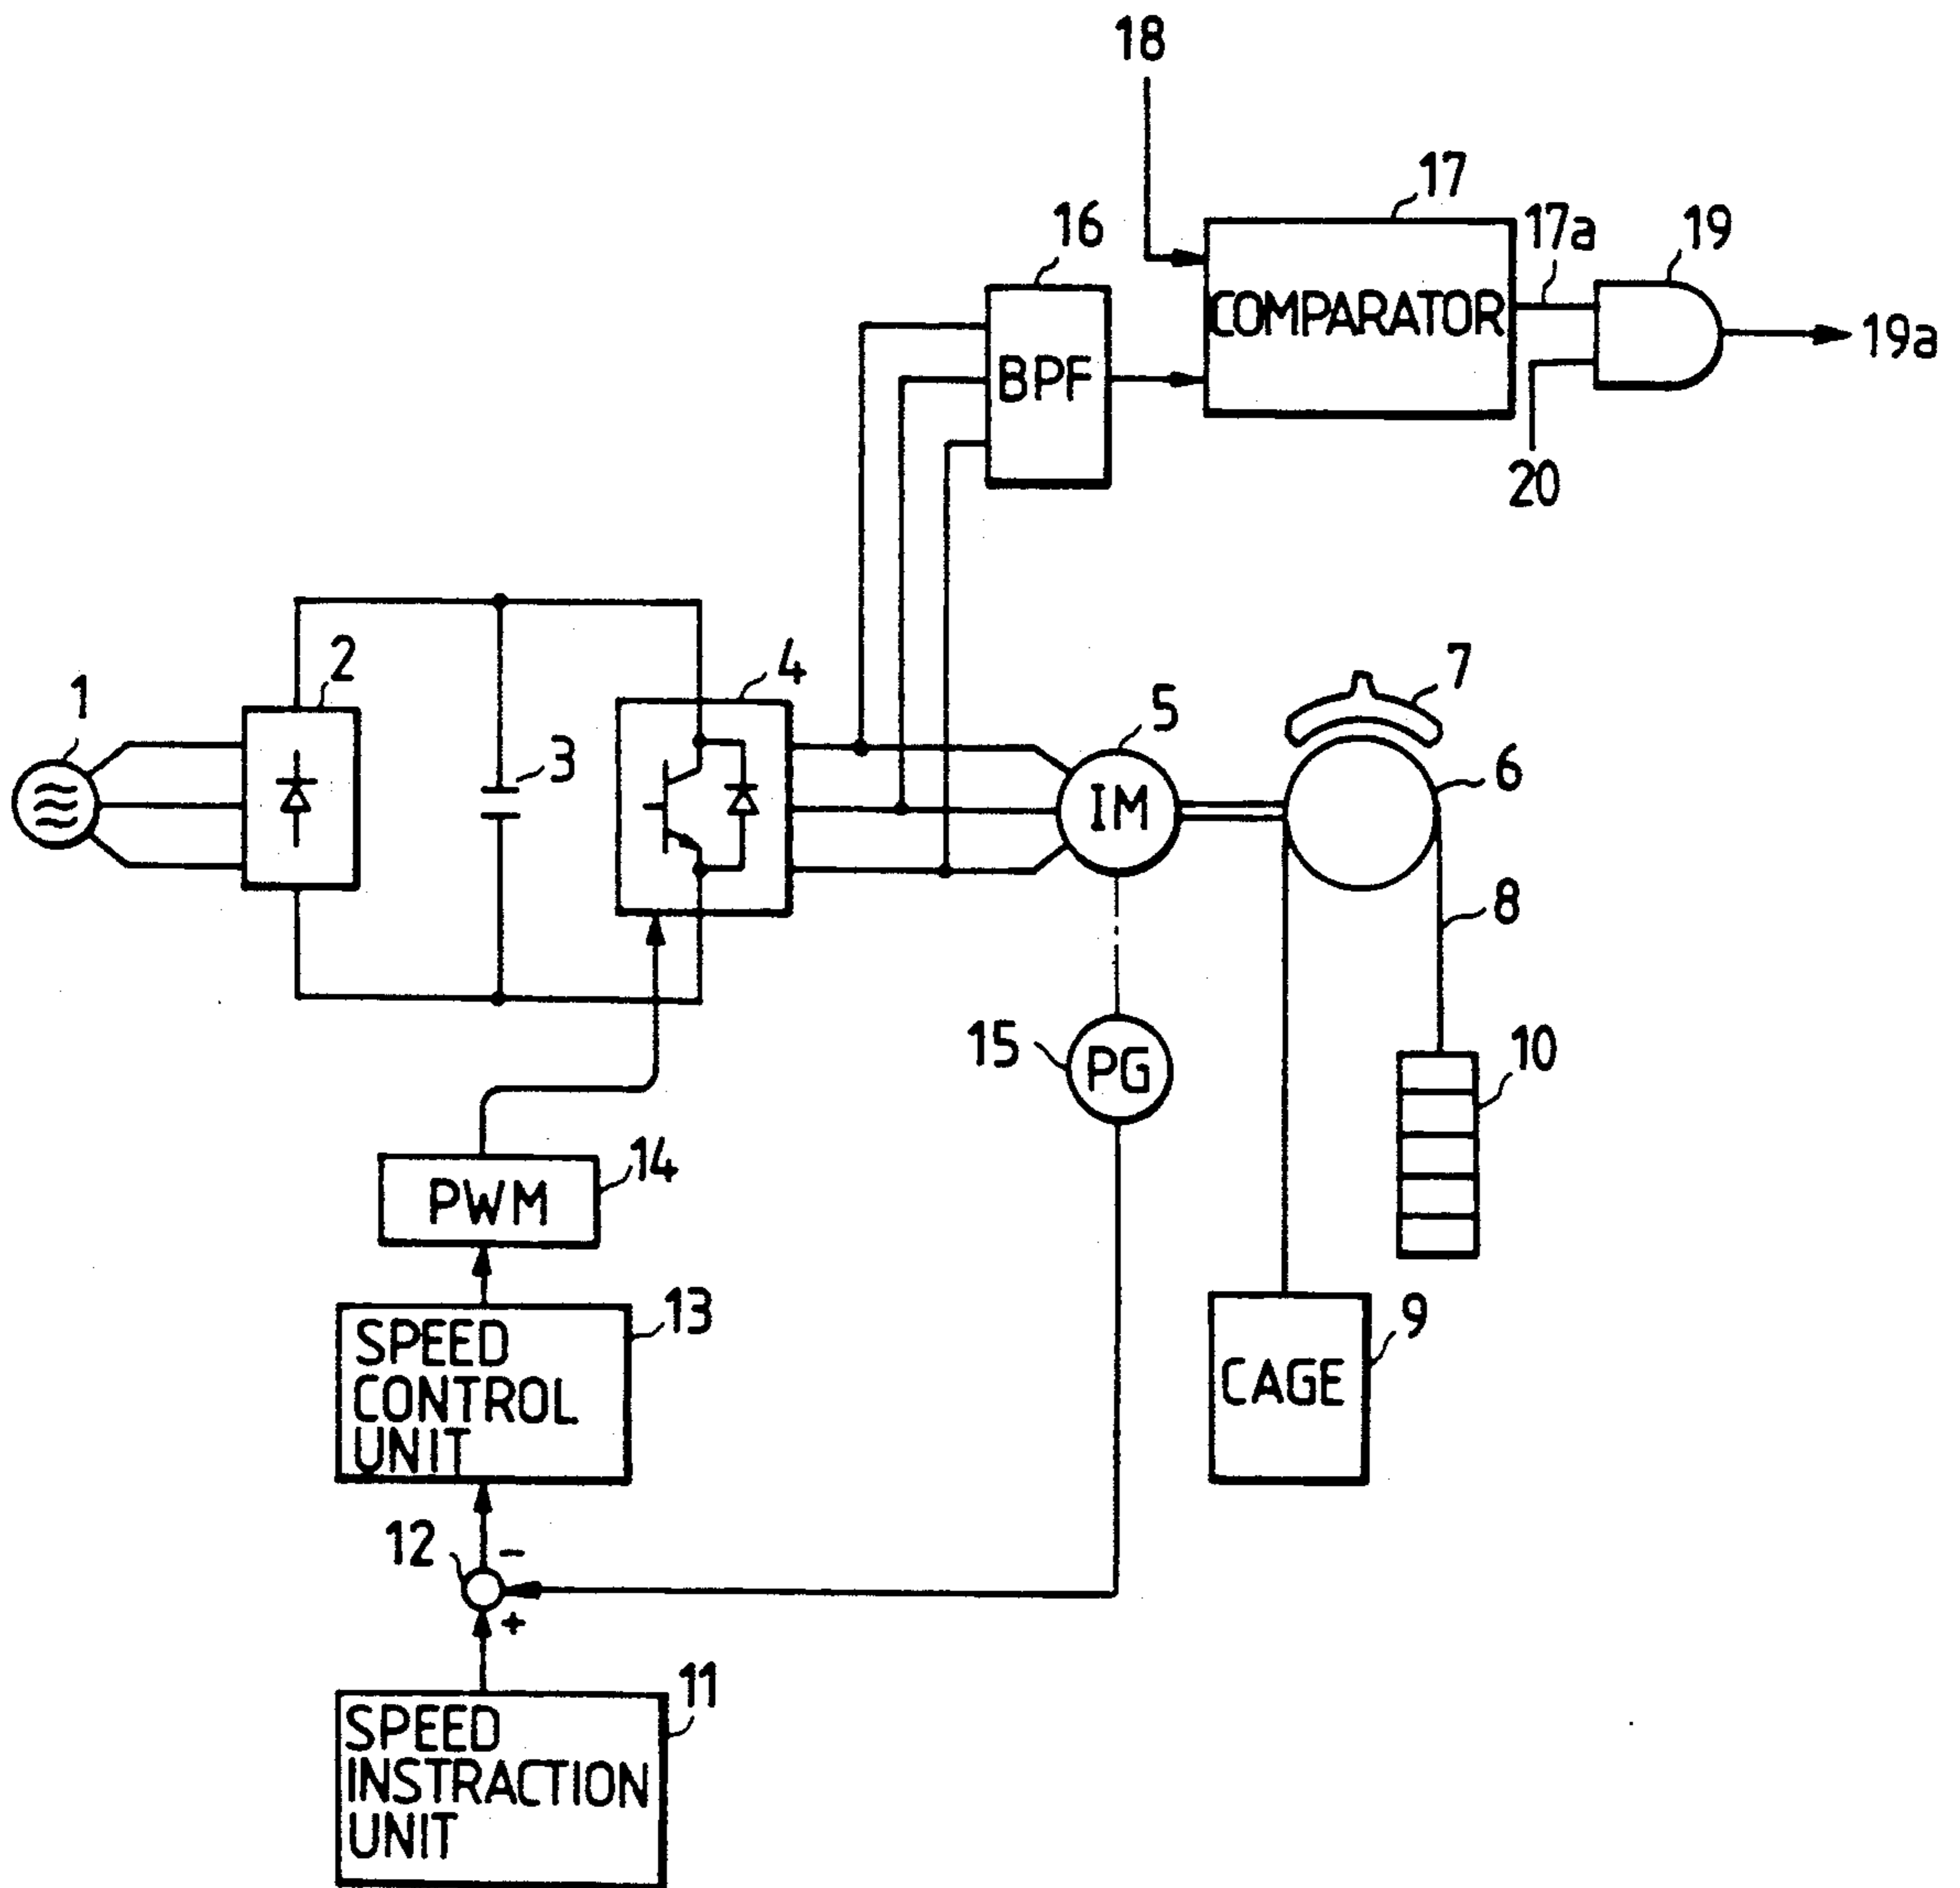 18
17
16
17a
19
COMPARATOR
BPF
19a
20
1
2
3
4
5
7
6
IM
8
15
PG
10
14
PWM
13
SPEED
CONTROL
UNIT
9
CAGE
12
-
+
11
SPEED
INSTRACTION
UNIT